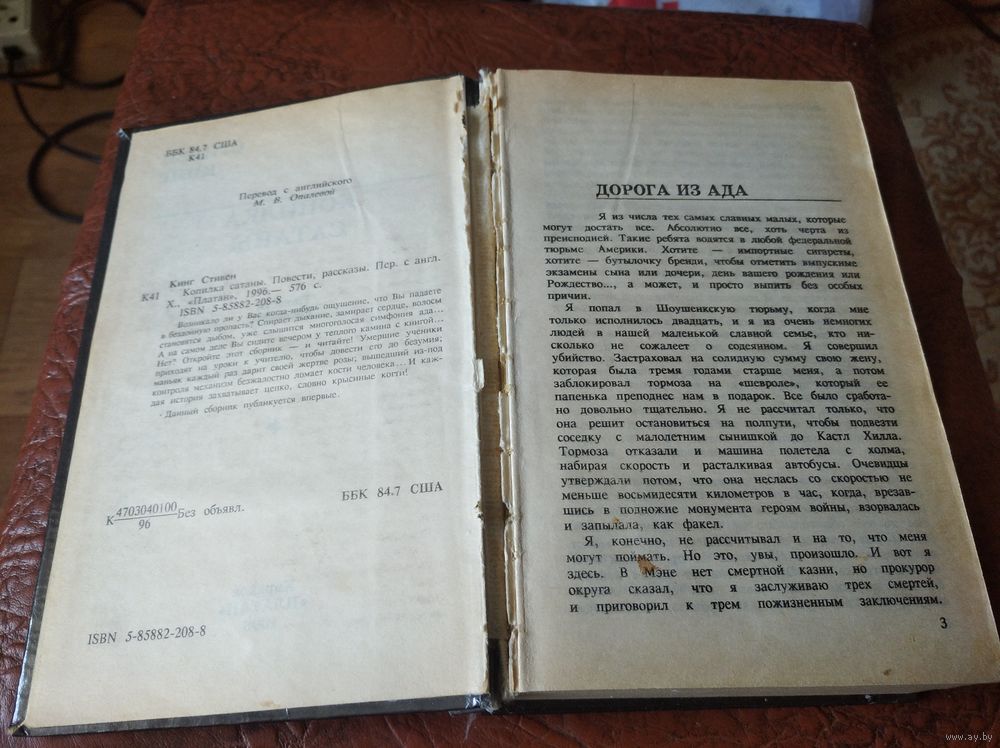 ББК 84.7 США
К41
Перевод с английского
М. В. Опалевой
Кинг Стивен
К41 Копилка сатаны. Повести, рассказы. Пер. с англ.
Х., «Платан», 1996.— 576 с.
ISBN 5-85882-208-8
Возникало ли у Вас когда-нибудь ощущение, что Вы падаете
в бездонную пропасть? Спирает дыхание, замирает сердце, волосы
становятся дыбом, уже слышится многоголосая симфония ада...
А на самом деле Вы сидите вечером у теплого камина с книгой...
Нет? Откройте этот сборник — и читайте! Умершие ученики
приходят на уроки к учителю, чтобы довести его до безумия;
маньяк каждый раз дарит своей жертве розы; вышедший из-под
контроля механизм безжалостно ломает кости человека... И каж-
дая история захватывает цепко, словно крысиные когти!
Данный сборник публикуется впервые.
К 4703040100 Без объявл.
96
ББК 84.7 США
ISBN 5-85882-208-8
ДОРОГА ИЗ АДА
Я из числа тех самых славных малых, которые
могут достать все. Абсолютно все, хоть черта из
преисподней. Такие ребята водятся в любой федеральной
тюрьме Америки. Хотите — импортные сигареты,
хотите — бутылочку бренди, чтобы отметить выпускные
экзамены сына или дочери, день вашего рождения или
Рождество..., а может, и просто выпить без особых
причин.
Я попал в Шоушенкскую тюрьму, когда мне
только исполнилось двадцать, и я из очень немногих
людей в нашей маленькой славной семье, кто ни-
сколько не сожалеет о содеянном. Я совершил
убийство. Застраховал на солидную сумму свою жену,
которая была тремя годами старше меня, а потом
заблокировал тормоза на «шевроле», который ее
папенька преподнес нам в подарок. Все было сработа-
но довольно тщательно. Я не рассчитал только, что
она решит остановиться на полпути, чтобы подвезти
соседку с малолетним сынишкой до Кастл Хилла.
Тормоза отказали и машина полетела с холма,
набирая скорость и расталкивая автобусы. Очевидцы
утверждали потом, что она неслась со скоростью не
меньше восьмидесяти километров в час, когда, врезав-
шись в подножие монумента героям войны, взорвалась
и запылала, как факел.
Я, конечно, не рассчитывал и на то, что меня
могут поймать. Но это, увы, произошло. И вот я
здесь. В Мэне нет смертной казни, но прокурор
округа сказал, что я заслуживаю трех смертей,
и приговорил к трем пожизненным заключениям.
3
www.ay.by